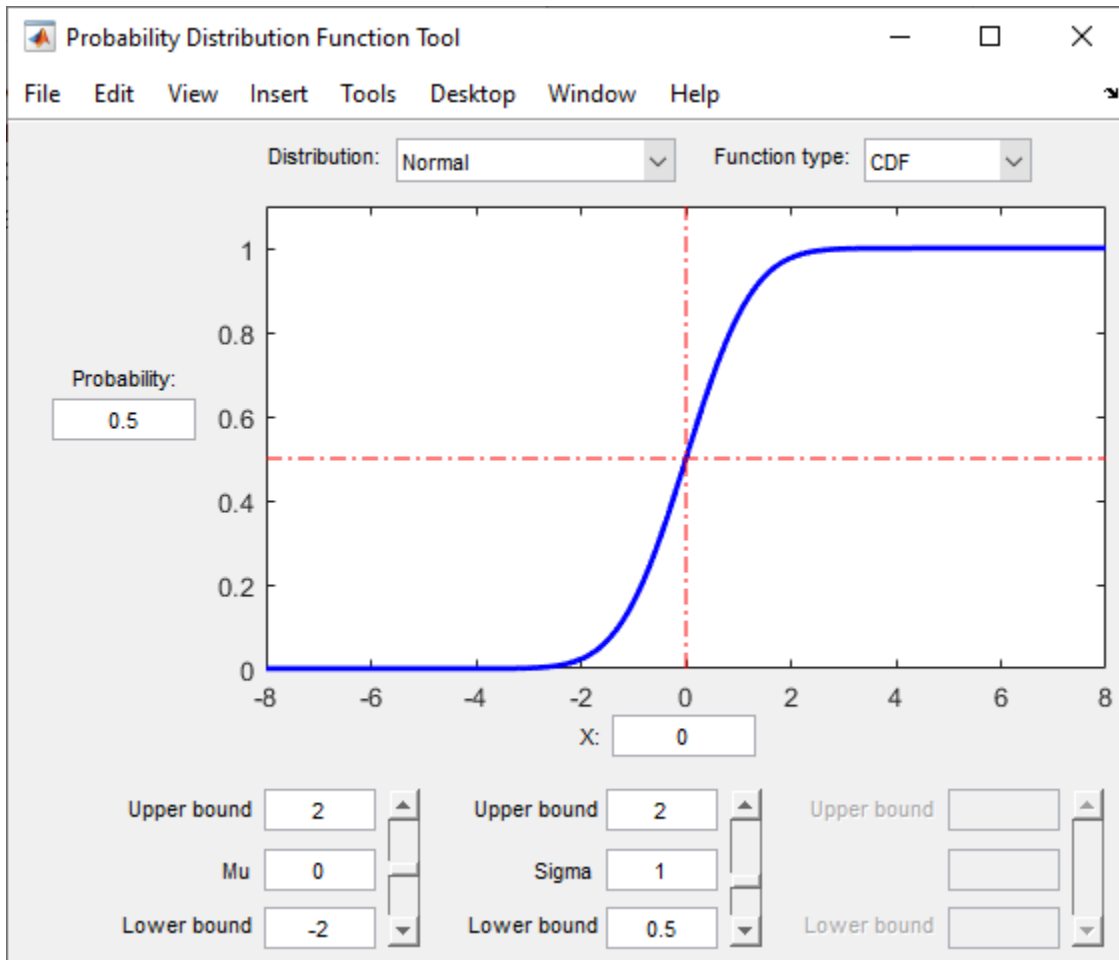 Probability Distribution Function Tool
File Edit View Insert Tools Desktop Window Help
Distribution: Normal Function type: CDF
1
0.8
Probability:
0.5
0.6
0.4
0.2
0
-8 -6 -4 -2 0 2 4 6 8
X: 0
Upper bound 2 Upper bound 2 Upper bound
Mu 0 Sigma 1
Lower bound -2 Lower bound 0.5 Lower bound